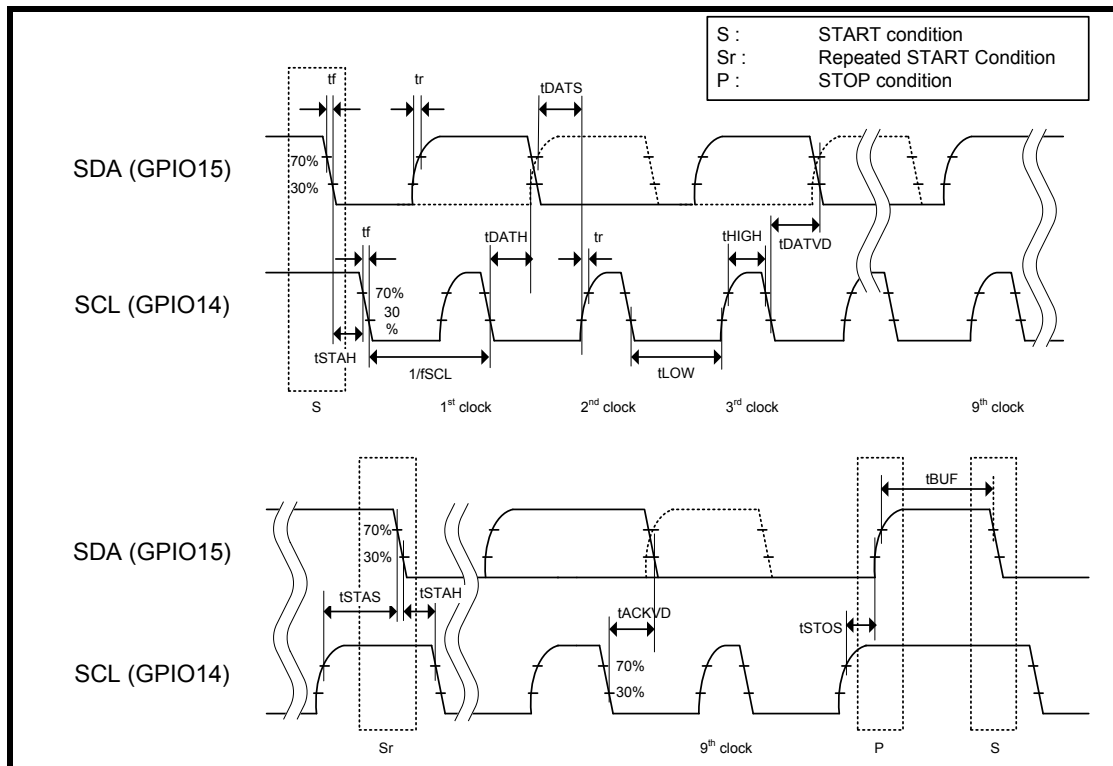 S : START condition
Sr : Repeated START Condition
P : STOP condition
tf
tr
tDATS
SDA (GPIO15)
70%
30%
tf
tDATH
tr
tHIGH
tDATVD
SCL (GPIO14)
70%
30
%
tSTAH
1/fSCL
tLOW
S
1st clock
2nd clock
3rd clock
9th clock
tBUF
SDA (GPIO15)
70%
30%
tSTAS
tSTAH
tACKVD
tSTOS
SCL (GPIO14)
70%
30%
Sr
9th clock
P
S